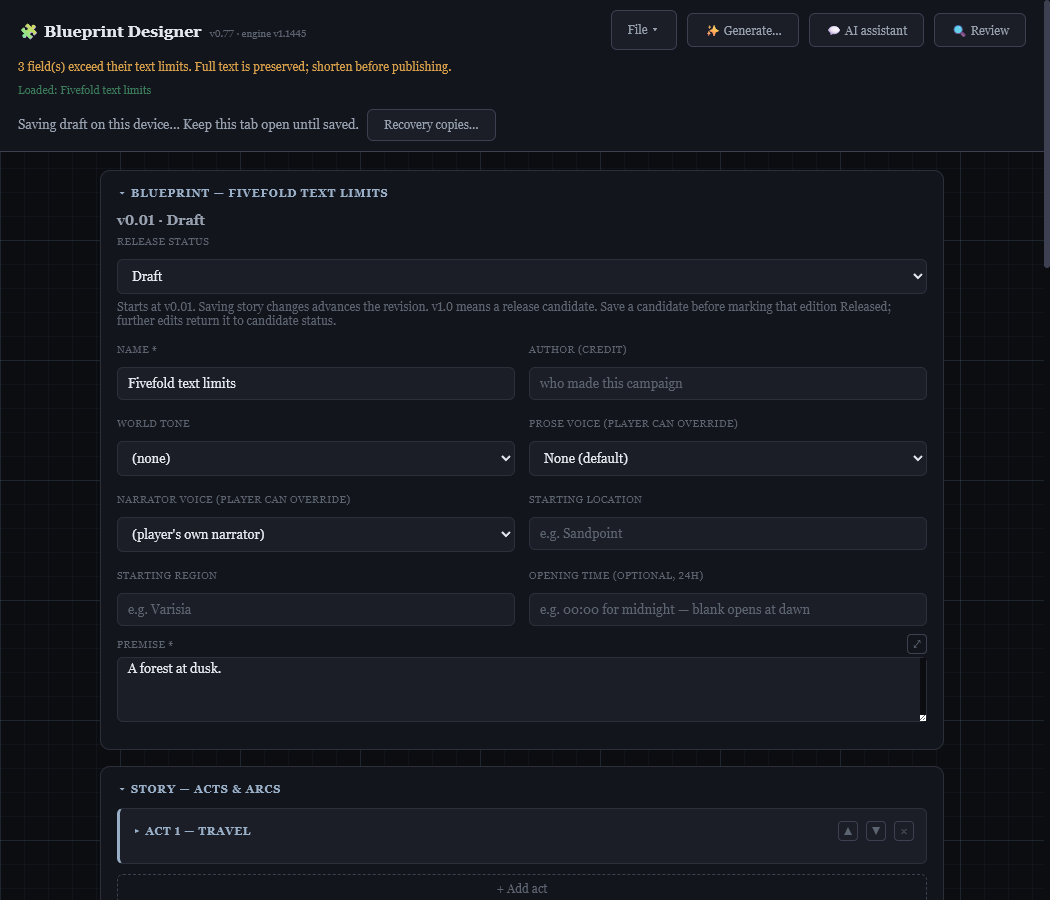 Blueprint Designer v0.77 · engine v1.1445
File ▾
Generate...
AI assistant
Review
3 field(s) exceed their text limits. Full text is preserved; shorten before publishing.
Loaded: Fivefold text limits
Saving draft on this device... Keep this tab open until saved.
Recovery copies...
BLUEPRINT — FIVEFOLD TEXT LIMITS
v0.01 · Draft
RELEASE STATUS
Draft
Starts at v0.01. Saving story changes advances the revision. v1.0 means a release candidate. Save a candidate before marking that edition Released;
further edits return it to candidate status.
NAME *
AUTHOR (CREDIT)
Fivefold text limits
who made this campaign
WORLD TONE
PROSE VOICE (PLAYER CAN OVERRIDE)
(none)
None (default)
NARRATOR VOICE (PLAYER CAN OVERRIDE)
STARTING LOCATION
(player's own narrator)
e.g. Sandpoint
STARTING REGION
OPENING TIME (OPTIONAL, 24H)
e.g. Varisia
e.g. 00:00 for midnight — blank opens at dawn
PREMISE *
A forest at dusk.
STORY — ACTS & ARCS
ACT 1 — TRAVEL
+ Add act